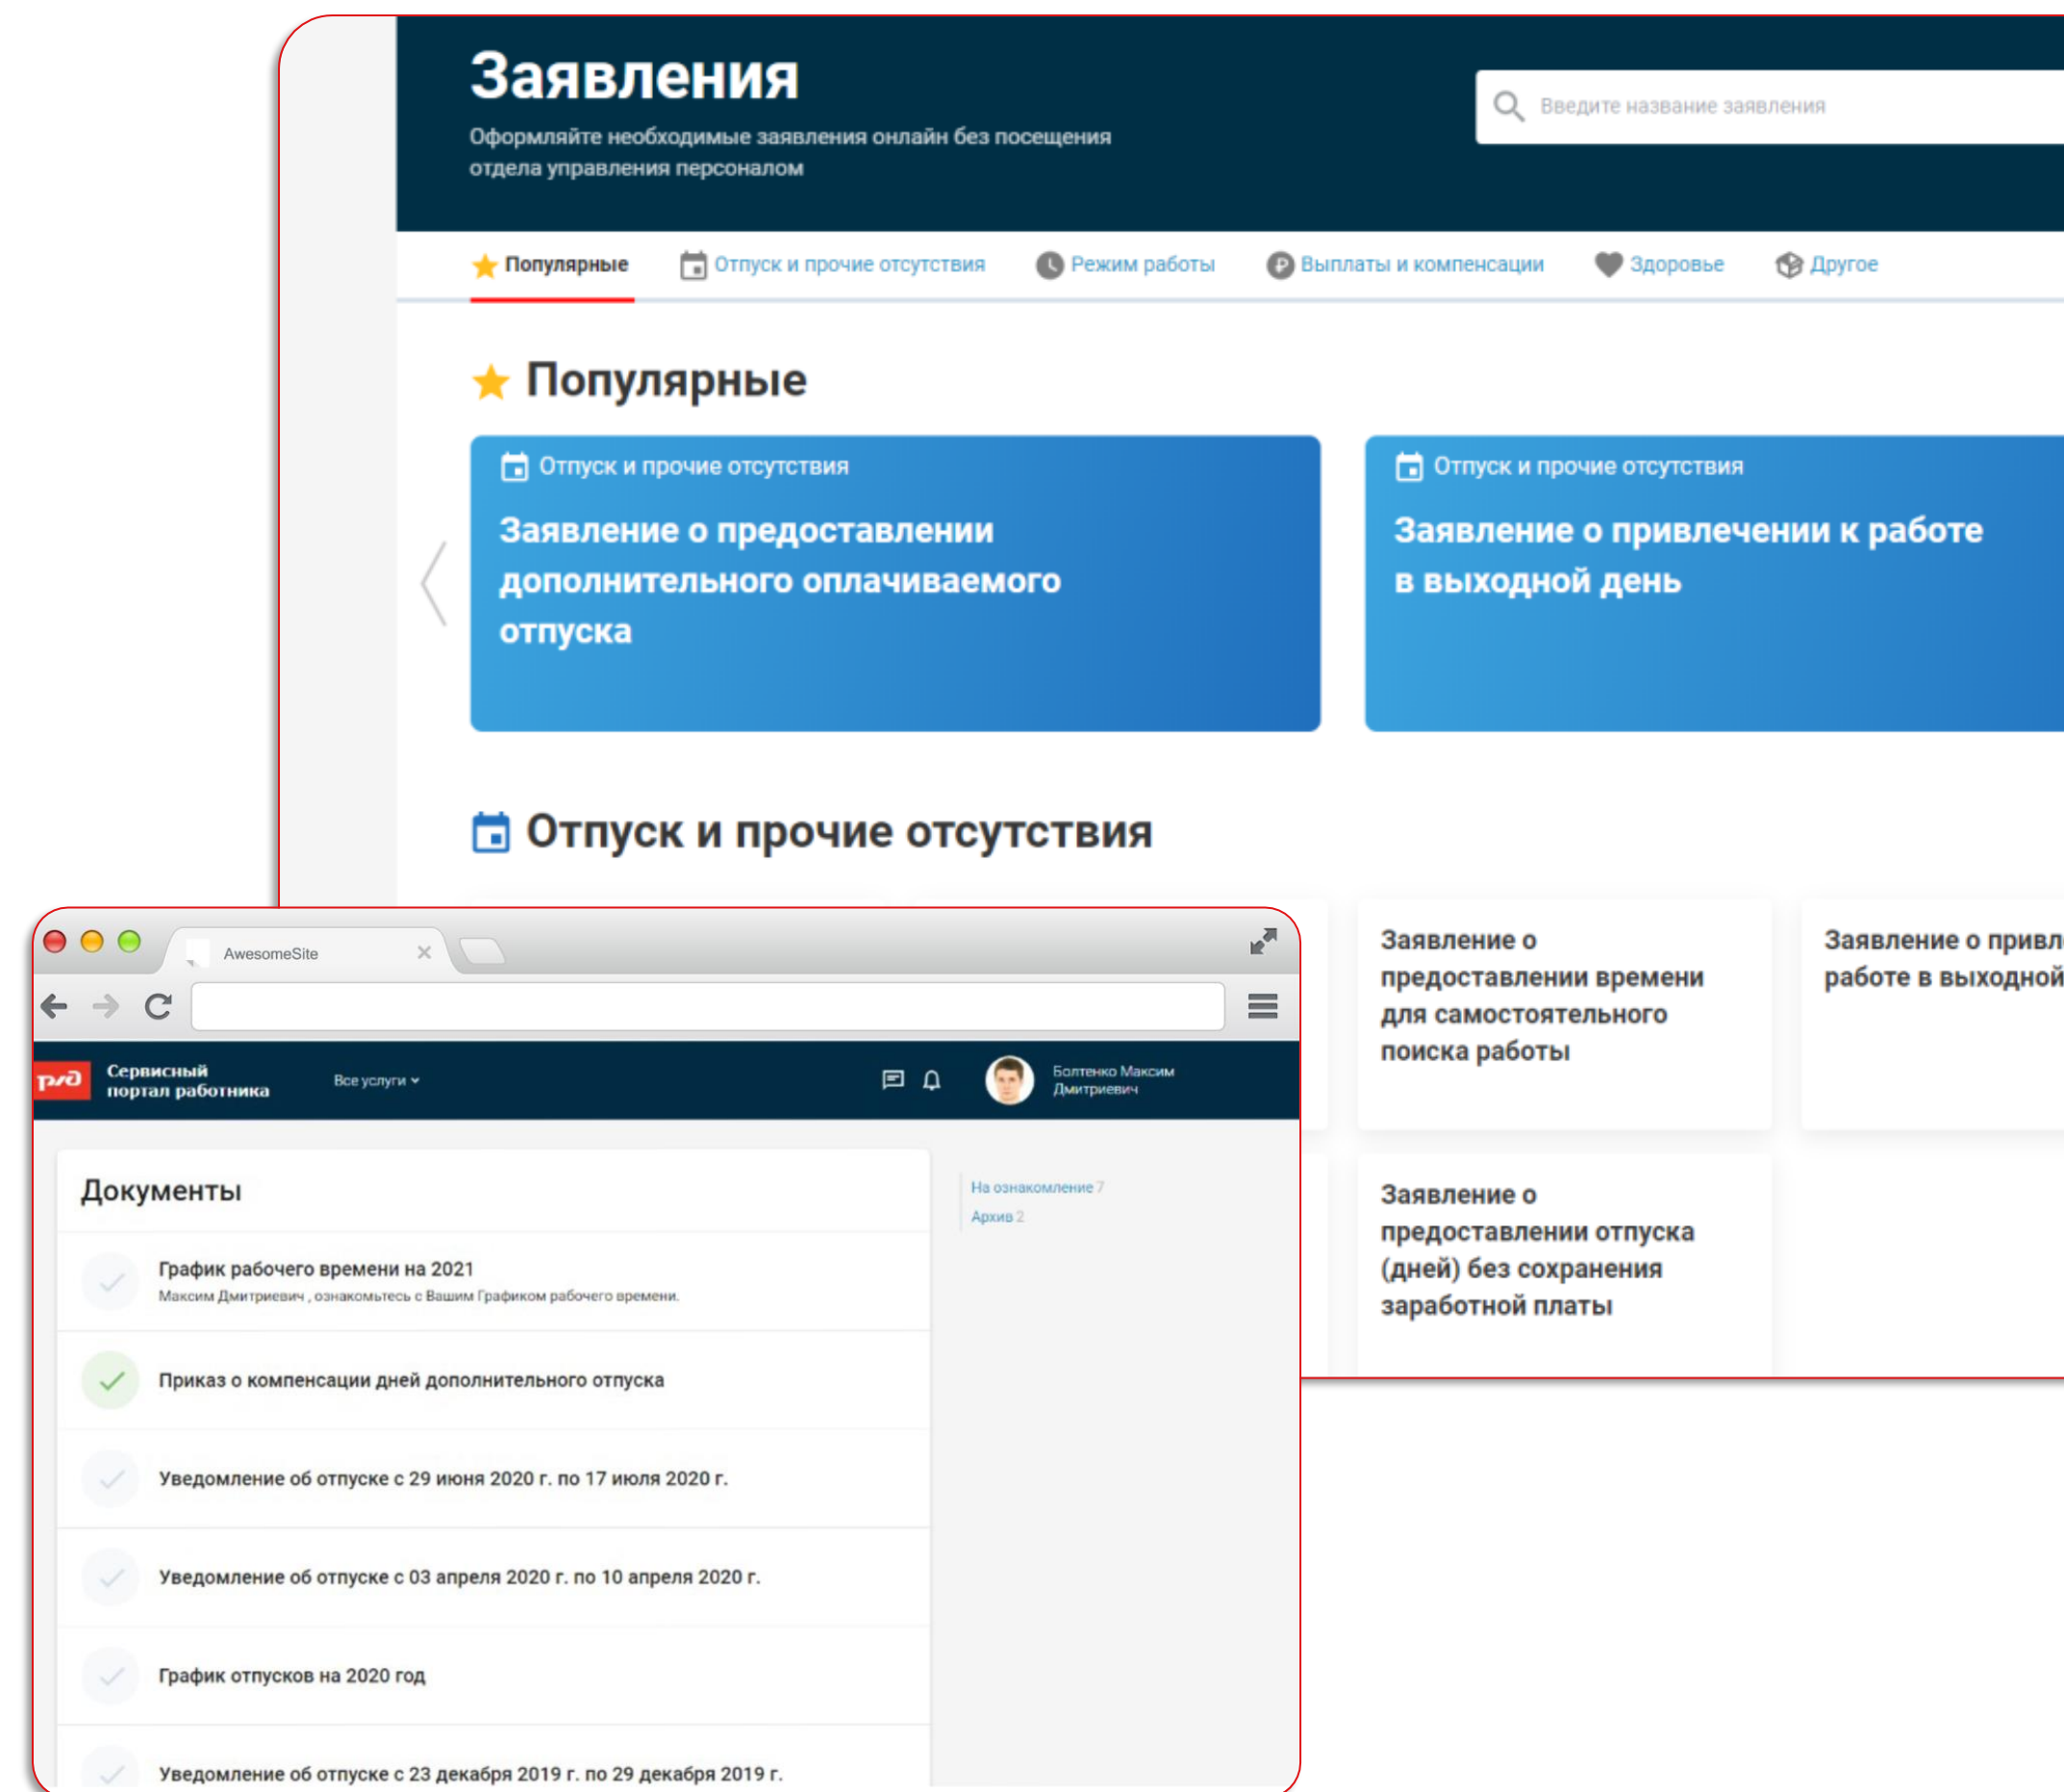 Заявления
Оформляйте необходимые заявления онлайн без посещения
отдела управления персоналом
Введите название заявления
Популярные
Отпуск и прочие отсутствия
Режим работы
Выплаты и компенсации
Здоровье
Другое
Популярные
Отпуск и прочие отсутствия
Заявление о предоставлении
дополнительного оплачиваемого
отпуска
Отпуск и прочие отсутствия
Заявление о привлечении к работе
в выходной день
Отпуск и прочие отсутствия
Заявление о
предоставлении времени
для самостоятельного
поиска работы
Заявление о привл
работе в выходной
Заявление о
предоставлении отпуска
(дней) без сохранения
заработной платы
AwesomeSite
ржд
Сервисный
портал работника
Все услуги
Болтенко Максим
Дмитриевич
Документы
На ознакомление 7
Архив 2
График рабочего времени на 2021
Максим Дмитриевич , ознакомьтесь с Вашим Графиком рабочего времени.
Приказ о компенсации дней дополнительного отпуска
Уведомление об отпуске с 29 июня 2020 г. по 17 июля 2020 г.
Уведомление об отпуске с 03 апреля 2020 г. по 10 апреля 2020 г.
График отпусков на 2020 год
Уведомление об отпуске с 23 декабря 2019 г. по 29 декабря 2019 г.